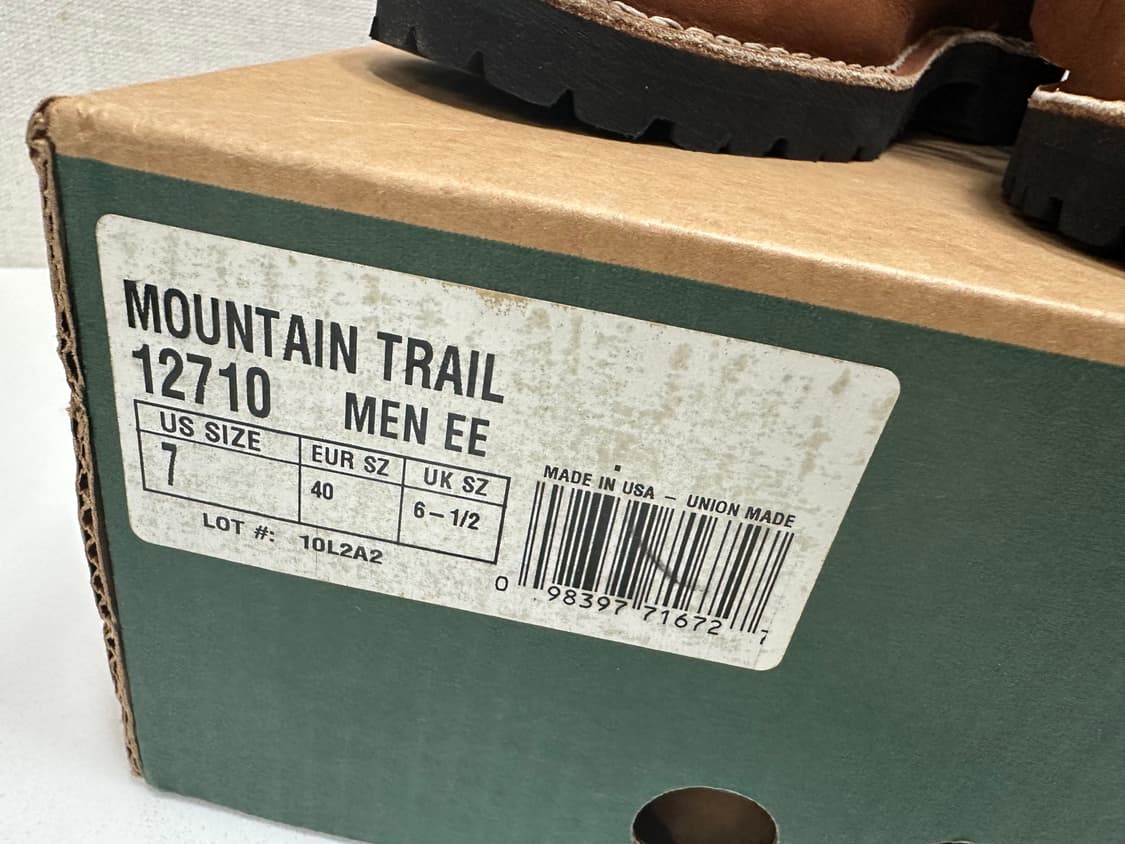 MOUNTAIN TRAIL
12710 MEN EE
US SIZE EUR SZ UK SZ
7 40 6-1/2
LOT #: 10L2A2
MADE IN USA - UNION MADE
0 98397 71672 7